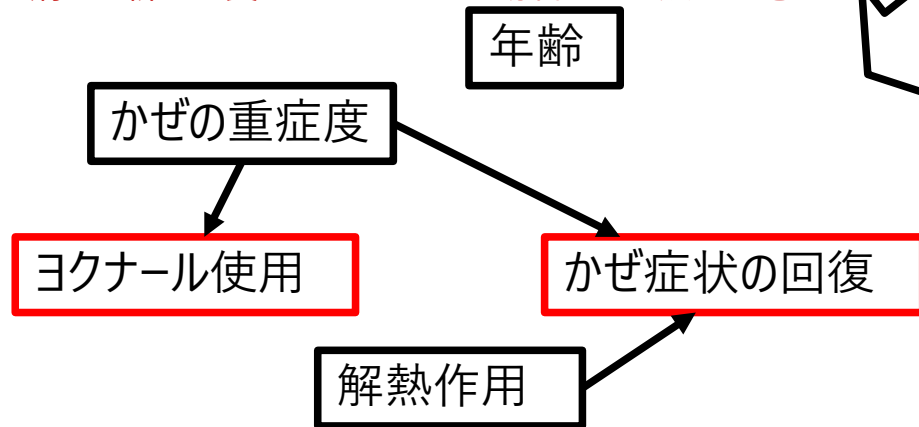 年齢
かぜの重症度
ヨクナール使用
かぜ症状の回復
解熱作用